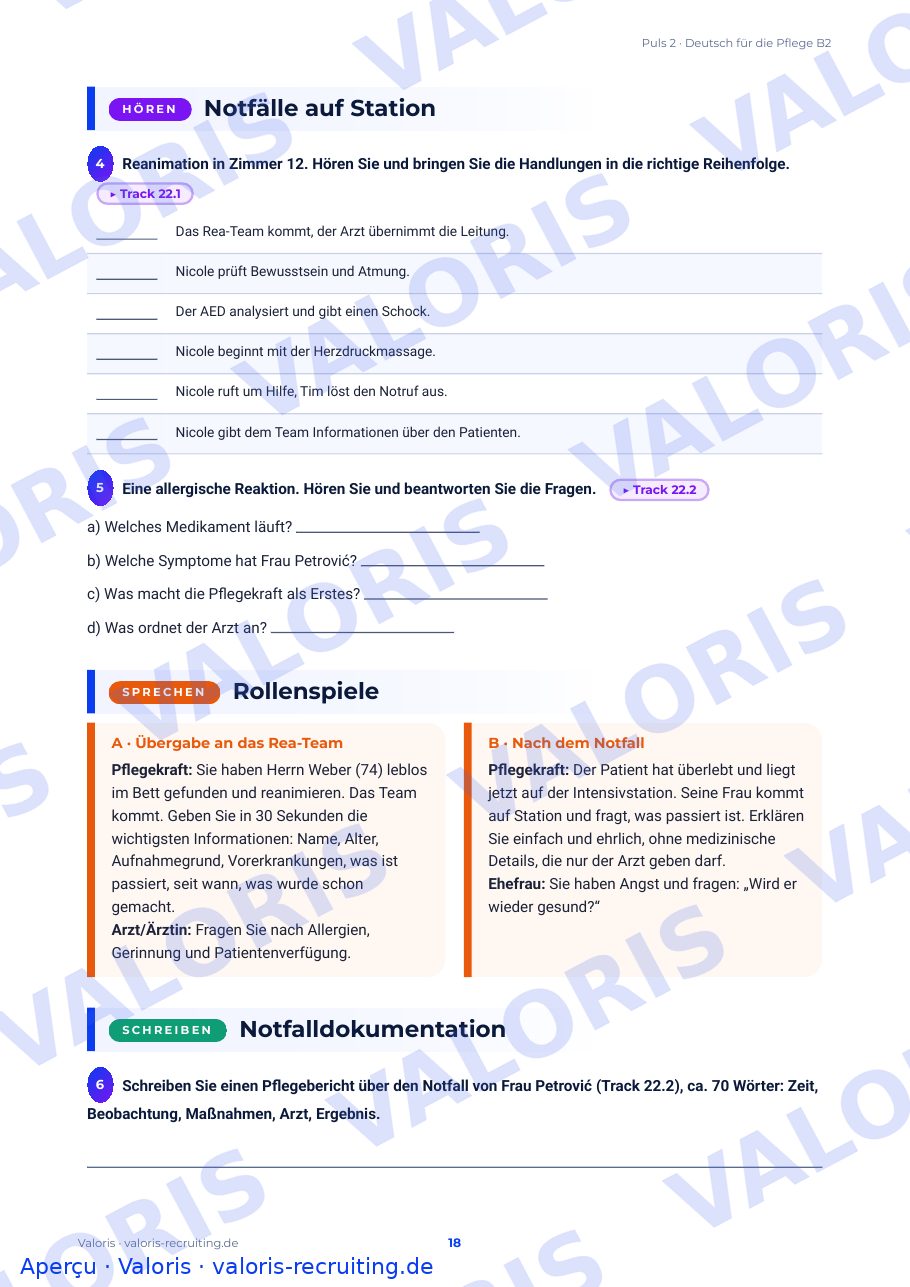 Puls 2 · Deutsch für die Pflege B2
HÖREN Notfälle auf Station
4 Reanimation in Zimmer 12. Hören Sie und bringen Sie die Handlungen in die richtige Reihenfolge.
▸ Track 22.1
________ Das Rea-Team kommt, der Arzt übernimmt die Leitung.
________ Nicole prüft Bewusstsein und Atmung.
________ Der AED analysiert und gibt einen Schock.
________ Nicole beginnt mit der Herzdruckmassage.
________ Nicole ruft um Hilfe, Tim löst den Notruf aus.
________ Nicole gibt dem Team Informationen über den Patienten.
5 Eine allergische Reaktion. Hören Sie und beantworten Sie die Fragen. ▸ Track 22.2
a) Welches Medikament läuft? ________
b) Welche Symptome hat Frau Petrović? ________
c) Was macht die Pflegekraft als Erstes? ________
d) Was ordnet der Arzt an? ________
SPRECHEN Rollenspiele
A · Übergabe an das Rea-Team
Pflegekraft: Sie haben Herrn Weber (74) leblos
im Bett gefunden und reanimieren. Das Team
kommt. Geben Sie in 30 Sekunden die
wichtigsten Informationen: Name, Alter,
Aufnahmegrund, Vorerkrankungen, was ist
passiert, seit wann, was wurde schon
gemacht.
Arzt/Ärztin: Fragen Sie nach Allergien,
Gerinnung und Patientenverfügung.
B · Nach dem Notfall
Pflegekraft: Der Patient hat überlebt und liegt
jetzt auf der Intensivstation. Seine Frau kommt
auf Station und fragt, was passiert ist. Erklären
Sie einfach und ehrlich, ohne medizinische
Details, die nur der Arzt geben darf.
Ehefrau: Sie haben Angst und fragen: „Wird er
wieder gesund?“
SCHREIBEN Notfalldokumentation
6 Schreiben Sie einen Pflegebericht über den Notfall von Frau Petrović (Track 22.2), ca. 70 Wörter: Zeit,
Beobachtung, Maßnahmen, Arzt, Ergebnis.
Valoris · valoris-recruiting.de
18
Aperçu · Valoris · valoris-recruiting.de
VALORIS